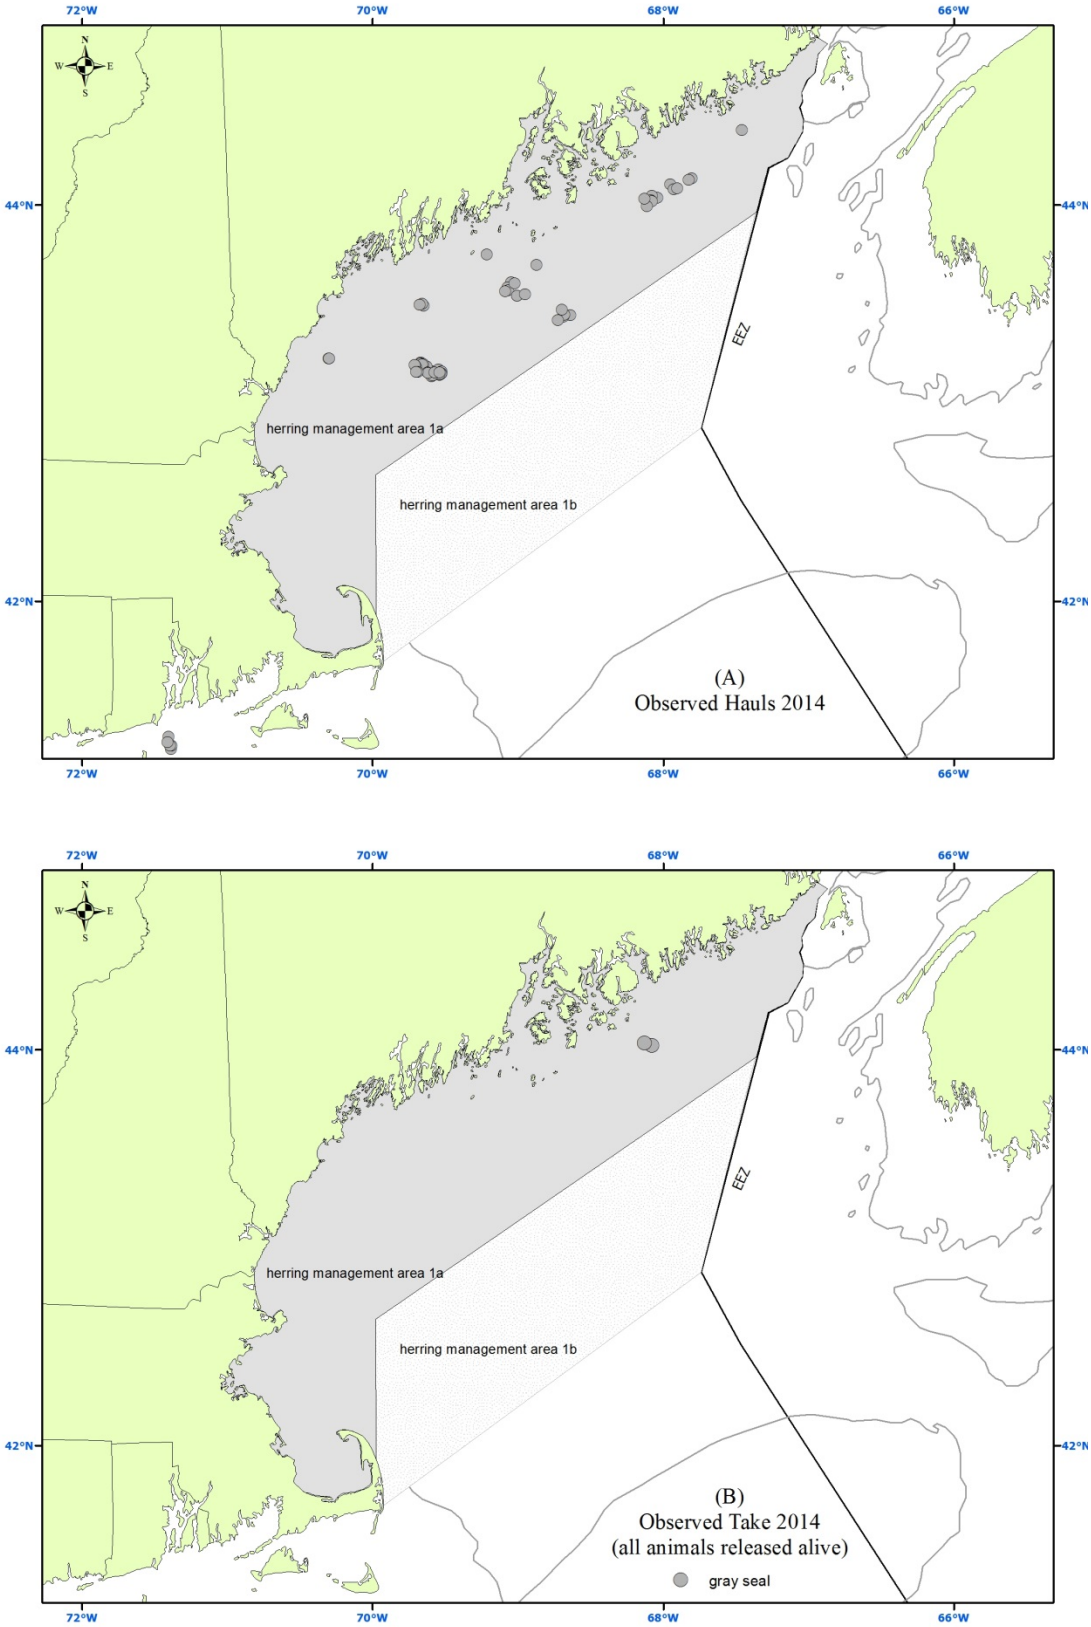 72°W 70°W 68°W 66°W
N
W E
S
44°N 44°N
EEZ
herring management area 1a
herring management area 1b
42°N 42°N
(A)
Observed Hauls 2014
72°W 70°W 68°W 66°W
72°W 70°W 68°W 66°W
N
W E
S
44°N 44°N
EEZ
herring management area 1a
herring management area 1b
42°N 42°N
(B)
Observed Take 2014
(all animals released alive)
gray seal
72°W 70°W 68°W 66°W